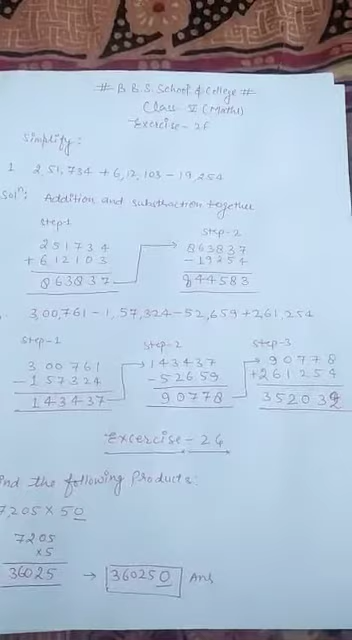 # B.B.S. School & College #
Class V (Maths)
Exercise - 2f
Simplify:
1 2,51,734 + 6,12,103 - 19,254
Solⁿ: Addition and subtraction together
Step-1 Step-2
251734 863837
+ 612103 - 19254
863837 844583
3,00,761 - 1,57,324 - 52,659 + 2,61,254
Step-1 Step-2 Step-3
300761 143437 90778
- 157324 - 52659 + 261254
143437 90778 352032
Excercise - 2G
ind the following Products:
7,205 × 50
7205
×5
36025 → 360250 Ans